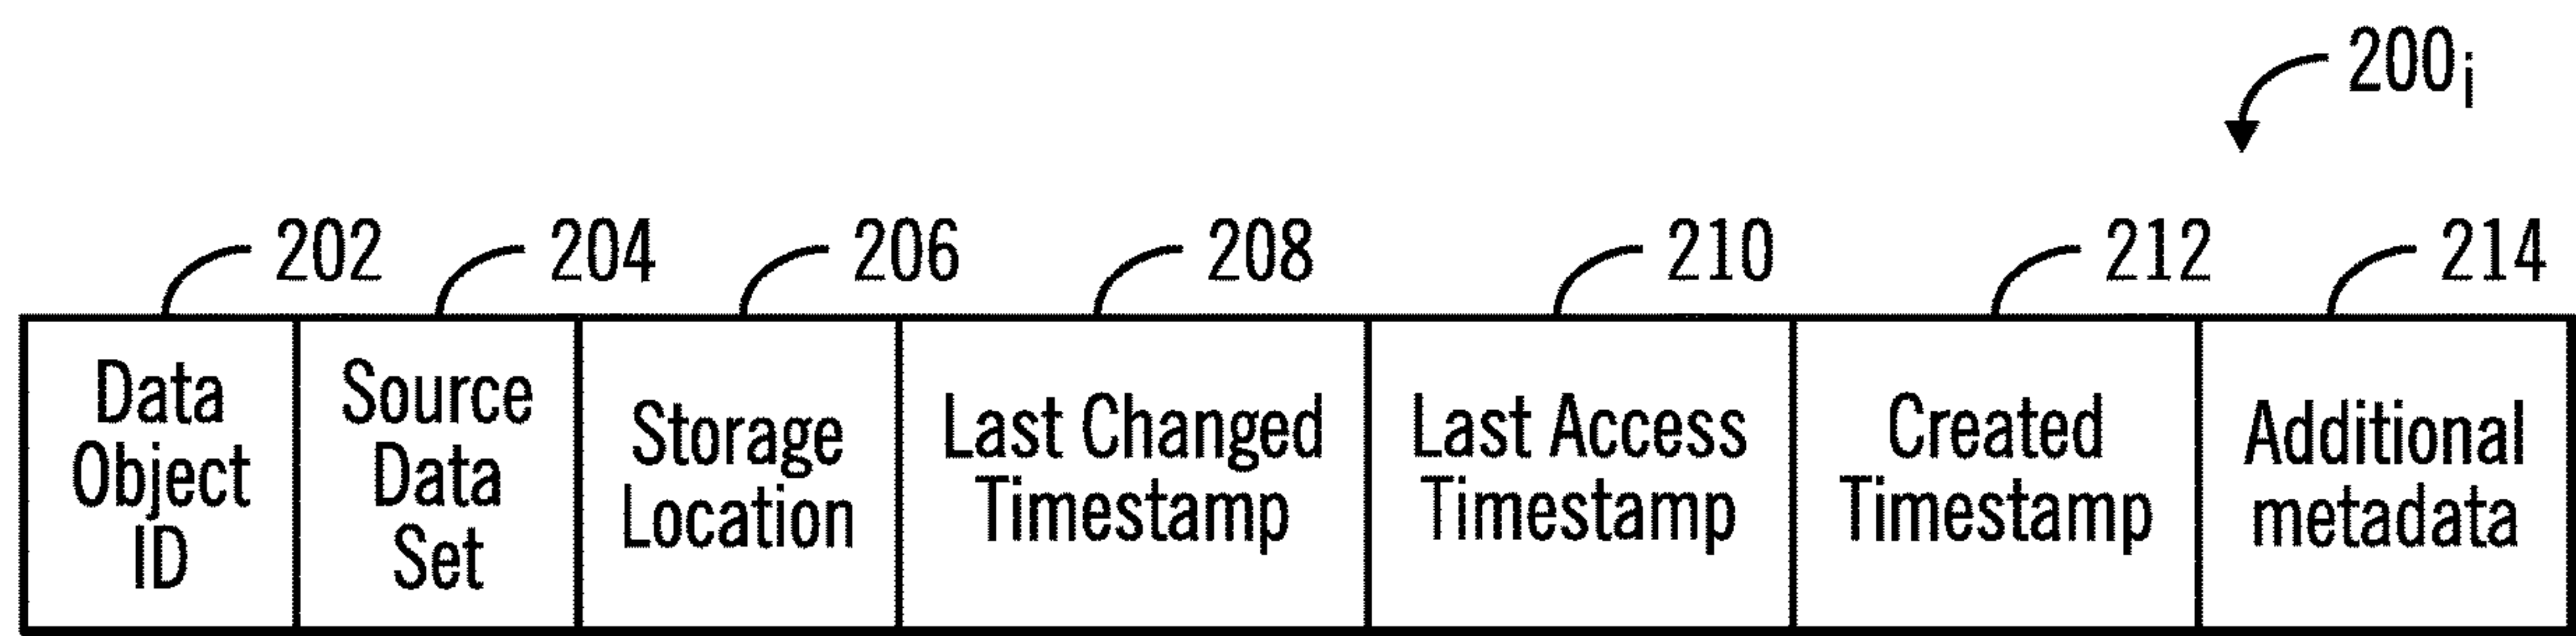 200i
202 204 206 208 210 212 214
Data
Object
ID
Source
Data
Set
Storage
Location
Last Changed
Timestamp
Last Access
Timestamp
Created
Timestamp
Additional
metadata